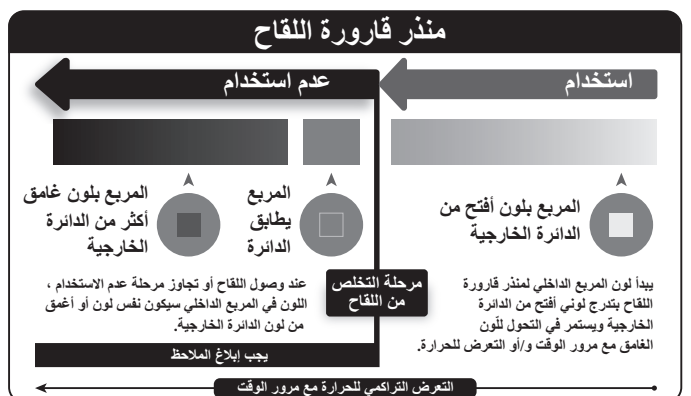 منذر قارورة اللقاح
استخدام
عدم استخدام
المربع بلون أفتح من
الدائرة الخارجية
المربع
يطابق
الدائرة
المربع بلون غامق
أكثر من الدائرة
الخارجية
يبدأ لون المربع الداخلي لمنذر قارورة
اللقاح بتدرج لوني أفتح من الدائرة
الخارجية ويستمر في التحول للّون
الغامق مع مرور الوقت و/أو التعرض للحرارة.
مرحلة التخلص
من اللقاح
عند وصول اللقاح أو تجاوز مرحلة عدم الاستخدام ،
اللون في المربع الداخلي سيكون نفس لون أو أغمق
من لون الدائرة الخارجية.
يجب إبلاغ الملاحظ
التعرض التراكمي للحرارة مع مرور الوقت